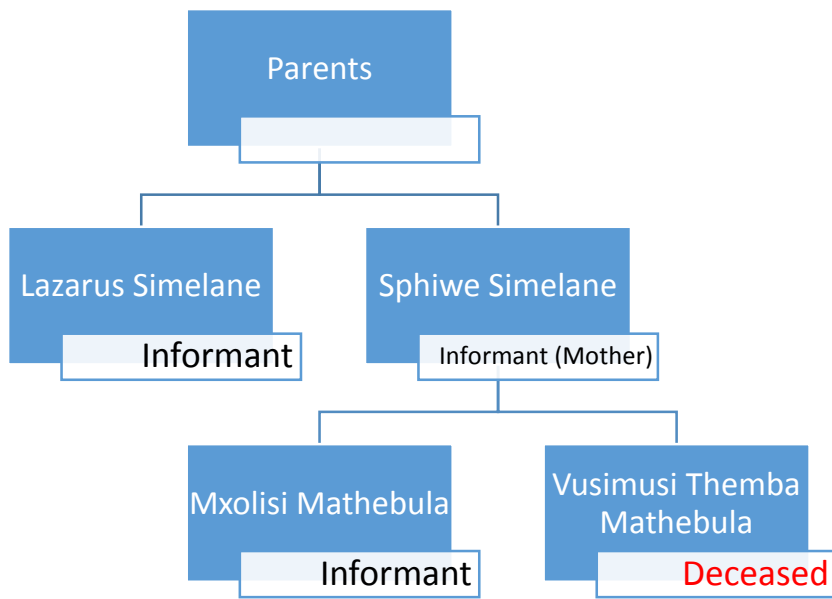 Parents
Lazarus Simelane
Informant
Sphiwe Simelane
Informant (Mother)
Mxolisi Mathebula
Informant
Vusimusi Themba
Mathebula
Deceased